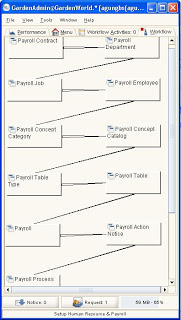 GardenAdmin@GardenWorld.* [agungbs{agu...
View Tools Window Help
Performance Menu Workflow Activities: 0 Workflow
Payroll Contract
Payroll Department
Payroll Job
Payroll Employee
Payroll Concept Category
Payroll Concept Catalog
Payroll Table Type
Payroll Table
Payroll
Payroll Action Notice
Payroll Process
Notice: 0 Request: 1 59 MB - 65%
Setup Human Resource & Payroll